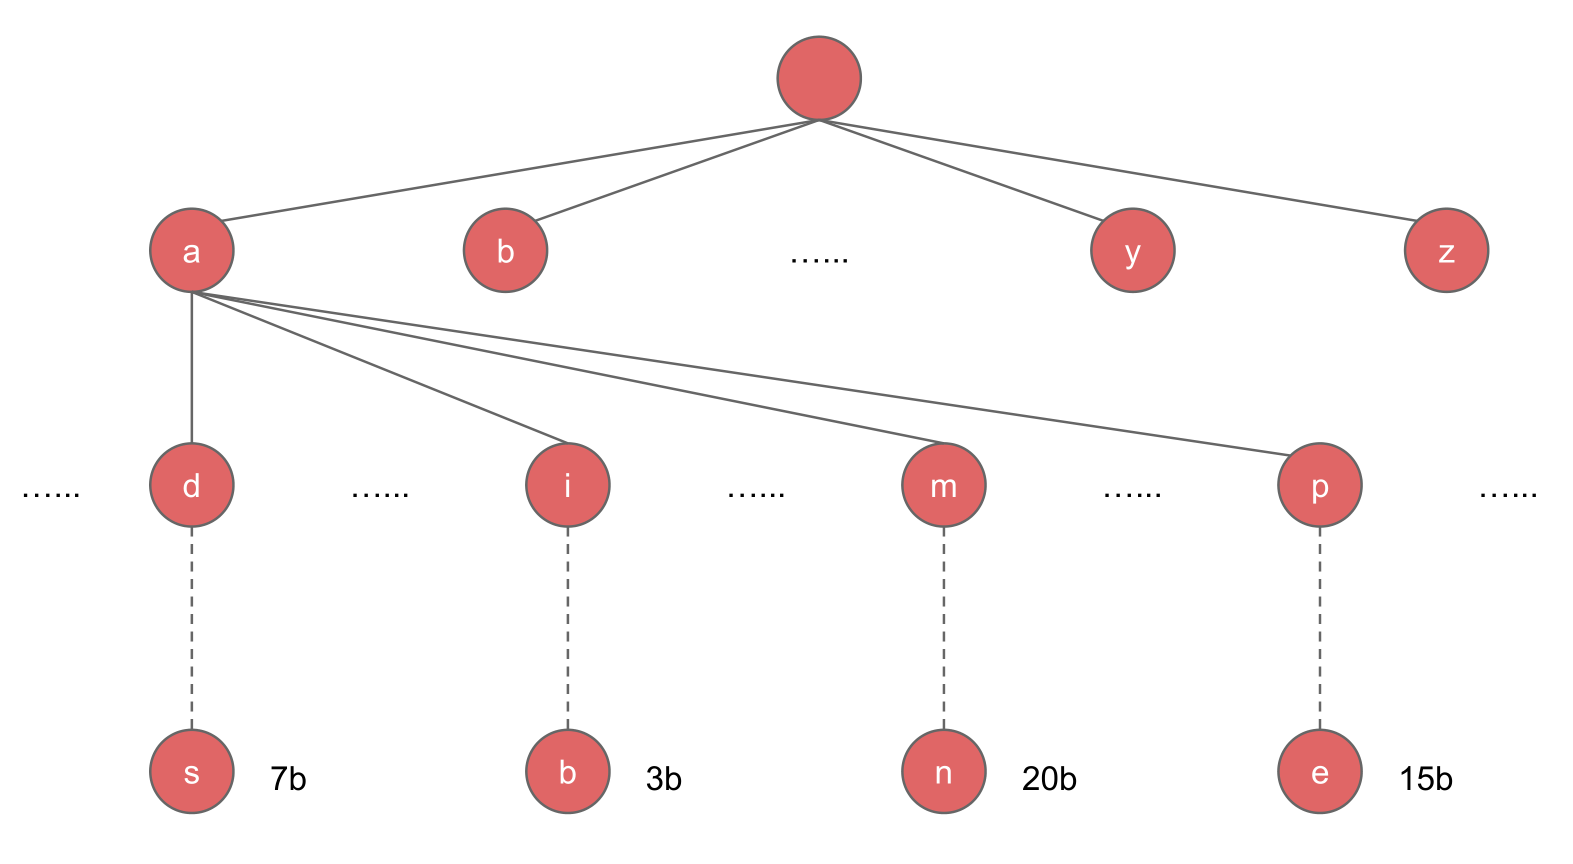 a b …... y z
…... d …... i …... m …... p …...
s 7b b 3b n 20b e 15b